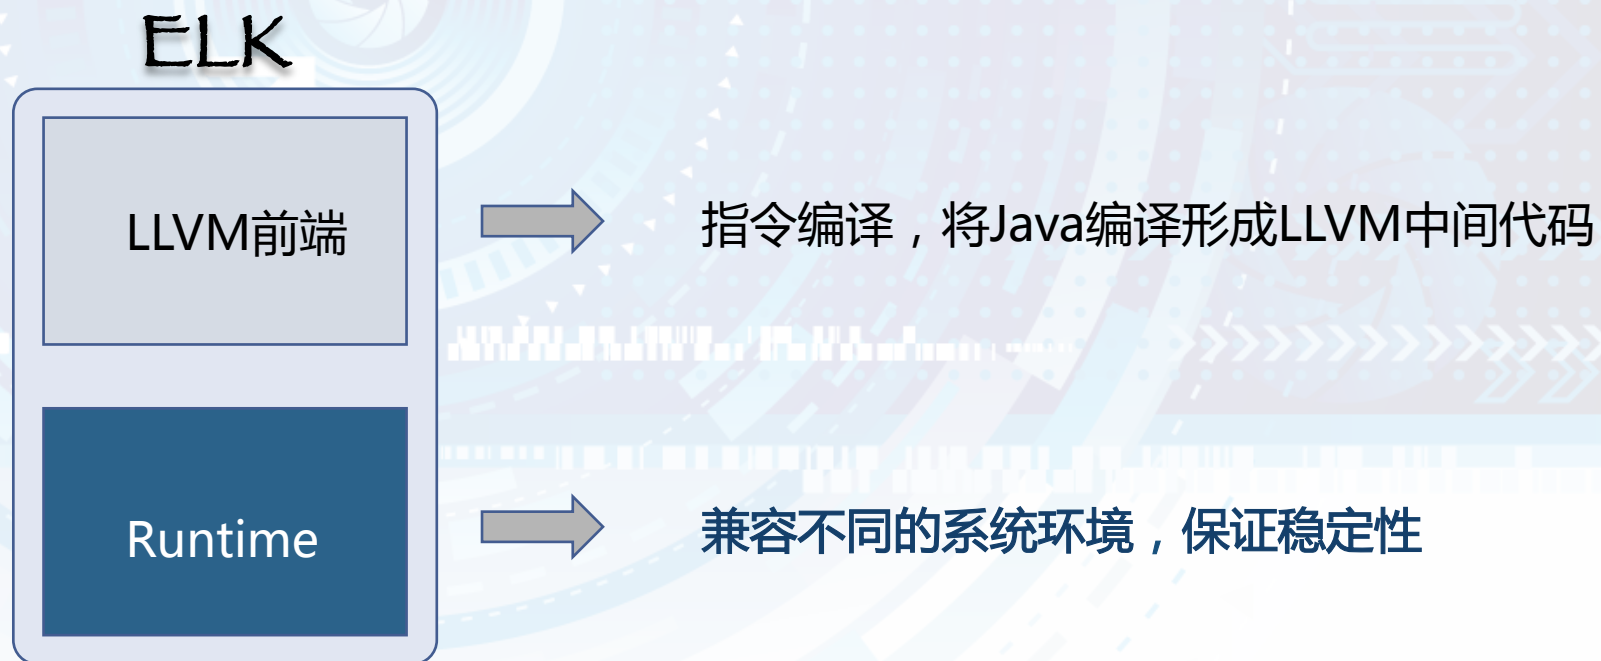 ELK
LLVM前端
指令编译，将Java编译形成LLVM中间代码
Runtime
兼容不同的系统环境，保证稳定性